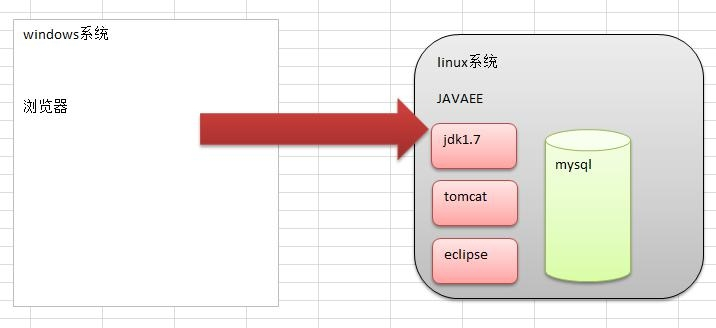 windows系统
浏览器
linux系统
JAVAEE
jdk1.7
tomcat
eclipse
mysql